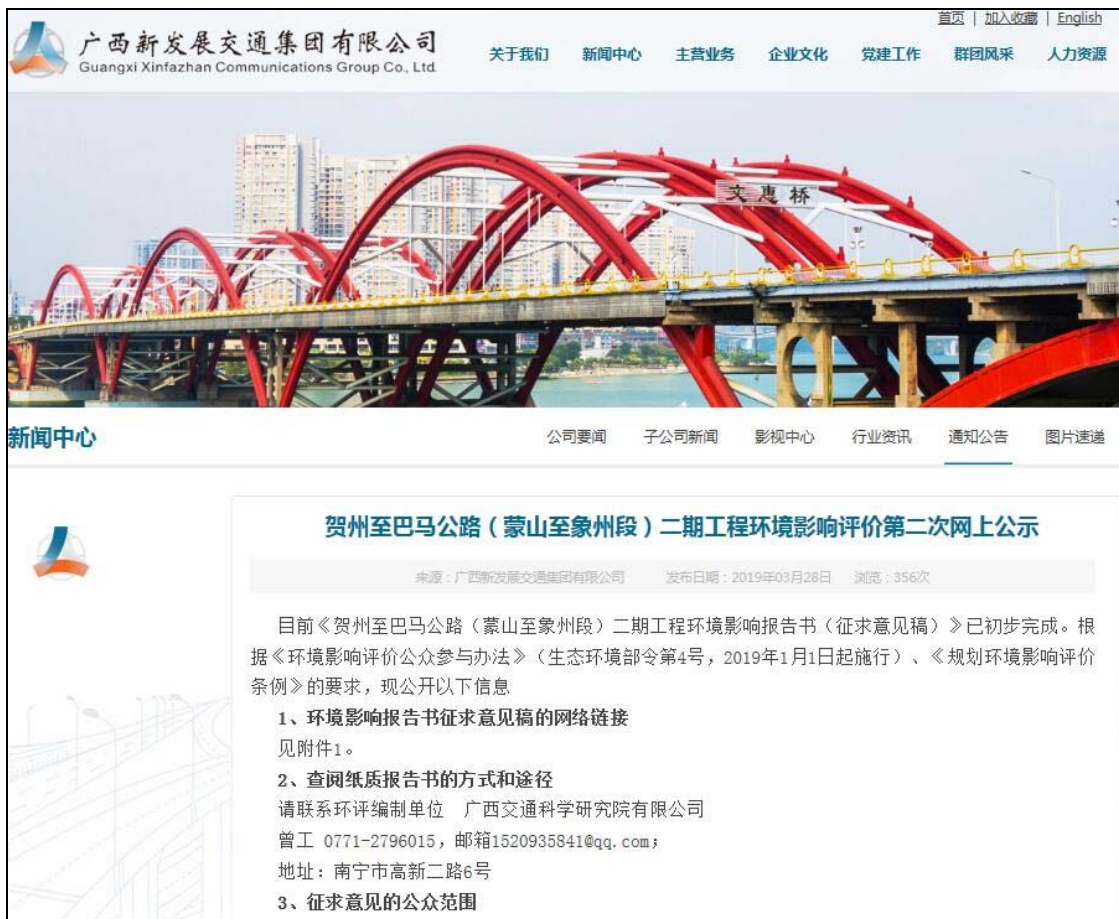 首页 | 加入收藏 | English
广西新发展交通集团有限公司
Guangxi Xinfazhan Communications Group Co., Ltd
关于我们 新闻中心 主营业务 企业文化 党建工作 群团风采 人力资源
文惠桥
新闻中心
公司要闻 子公司新闻 影视中心 行业资讯 通知公告 图片速递
贺州至巴马公路（蒙山至象州段）二期工程环境影响评价第二次网上公示
来源：广西新发展交通集团有限公司 发布日期：2019年03月28日 浏览：356次
目前《贺州至巴马公路（蒙山至象州段）二期工程环境影响报告书（征求意见稿）》已初步完成。根
据《环境影响评价公众参与办法》（生态环境部令第4号，2019年1月1日起施行）、《规划环境影响评价
条例》的要求，现公开以下信息
1、环境影响报告书征求意见稿的网络链接
见附件1。
2、查阅纸质报告书的方式和途径
请联系环评编制单位 广西交通科学研究院有限公司
曾工 0771-2796015，邮箱1520935841@qq.com；
地址：南宁市高新二路6号
3、征求意见的公众范围